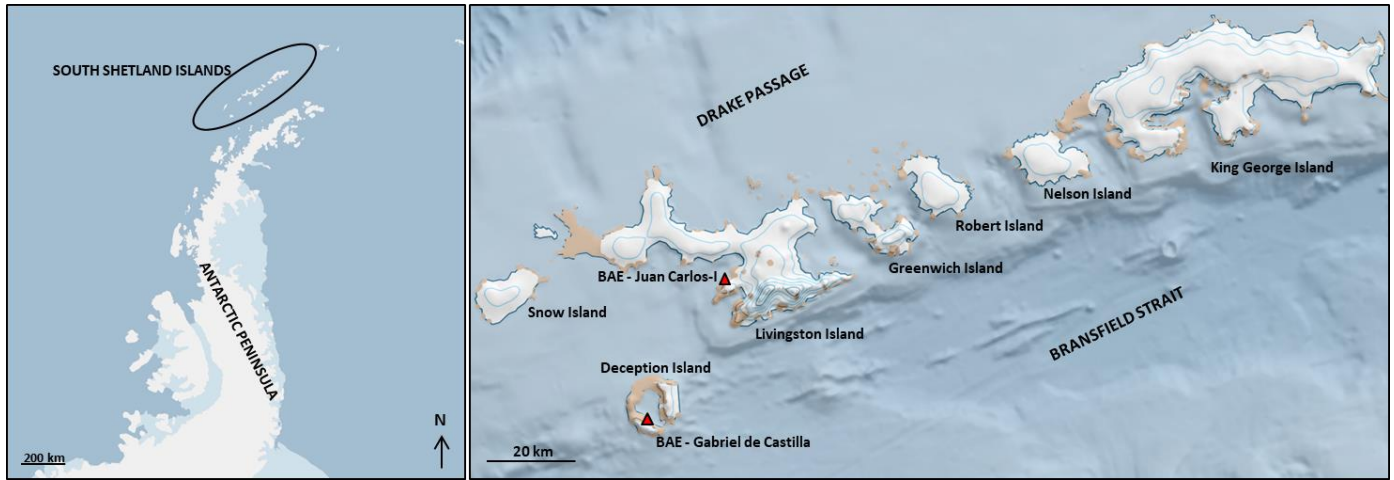 SOUTH SHETLAND ISLANDS
ANTARCTIC PENINSULA
N
200 km
DRAKE PASSAGE
King George Island
Nelson Island
Robert Island
Greenwich Island
BAE - Juan Carlos-I
Snow Island
Livingston Island
BRANSFIELD STRAIT
Deception Island
BAE - Gabriel de Castilla
20 km